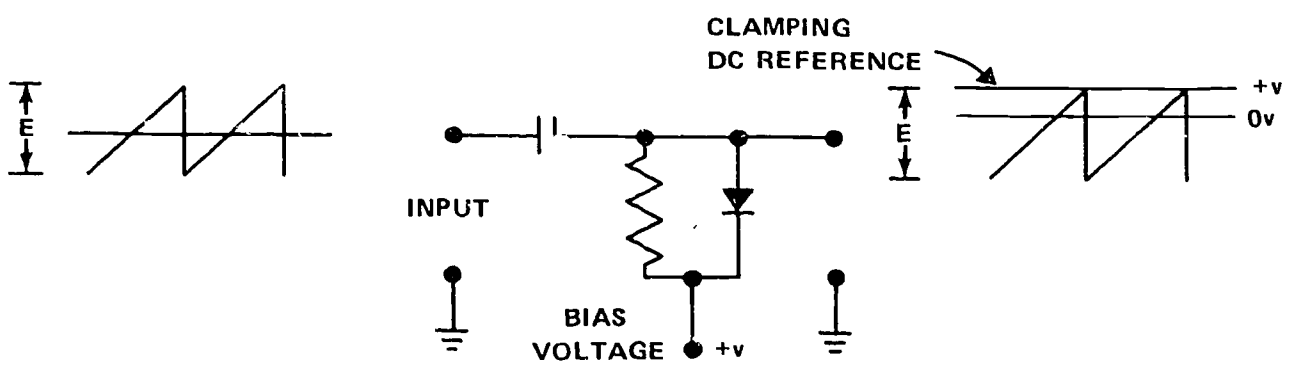 CLAMPING
DC REFERENCE
E
INPUT
BIAS
VOLTAGE +v
E
+v
0v